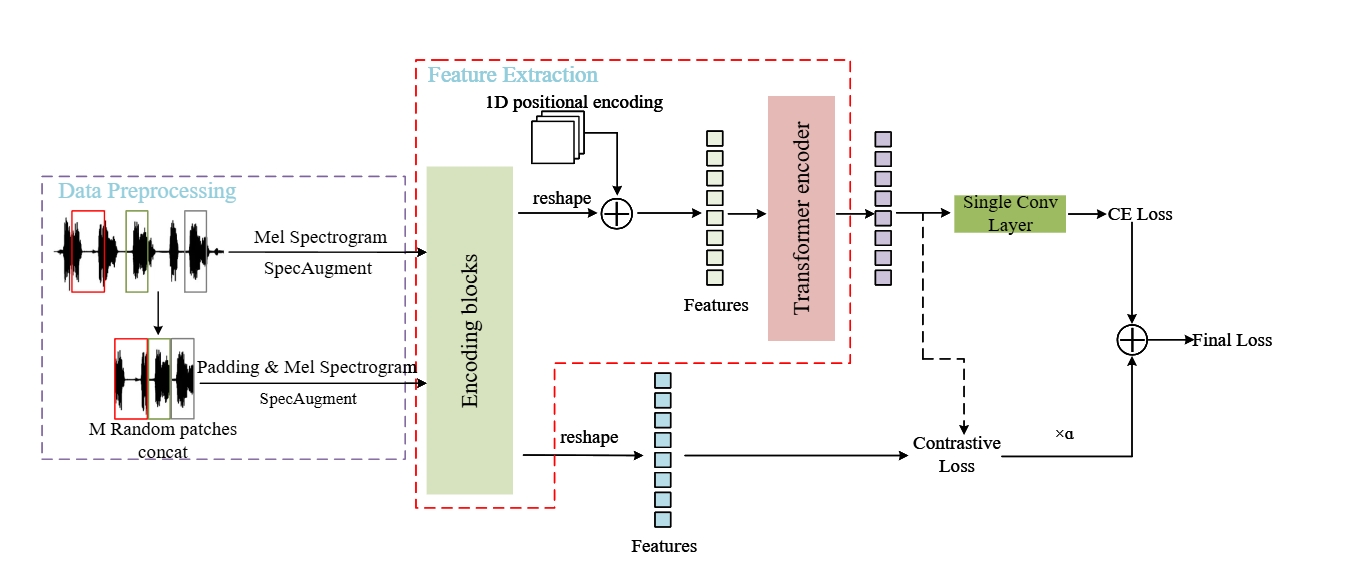 Feature Extraction
1D positional encoding
Data Preprocessing
Mel Spectrogram
SpecAugment
Padding & Mel Spectrogram
SpecAugment
M Random patches
concat
Encoding blocks
reshape
Features
Transformer encoder
Single Conv
Layer
CE Loss
Final Loss
reshape
Features
Contrastive
Loss
×α